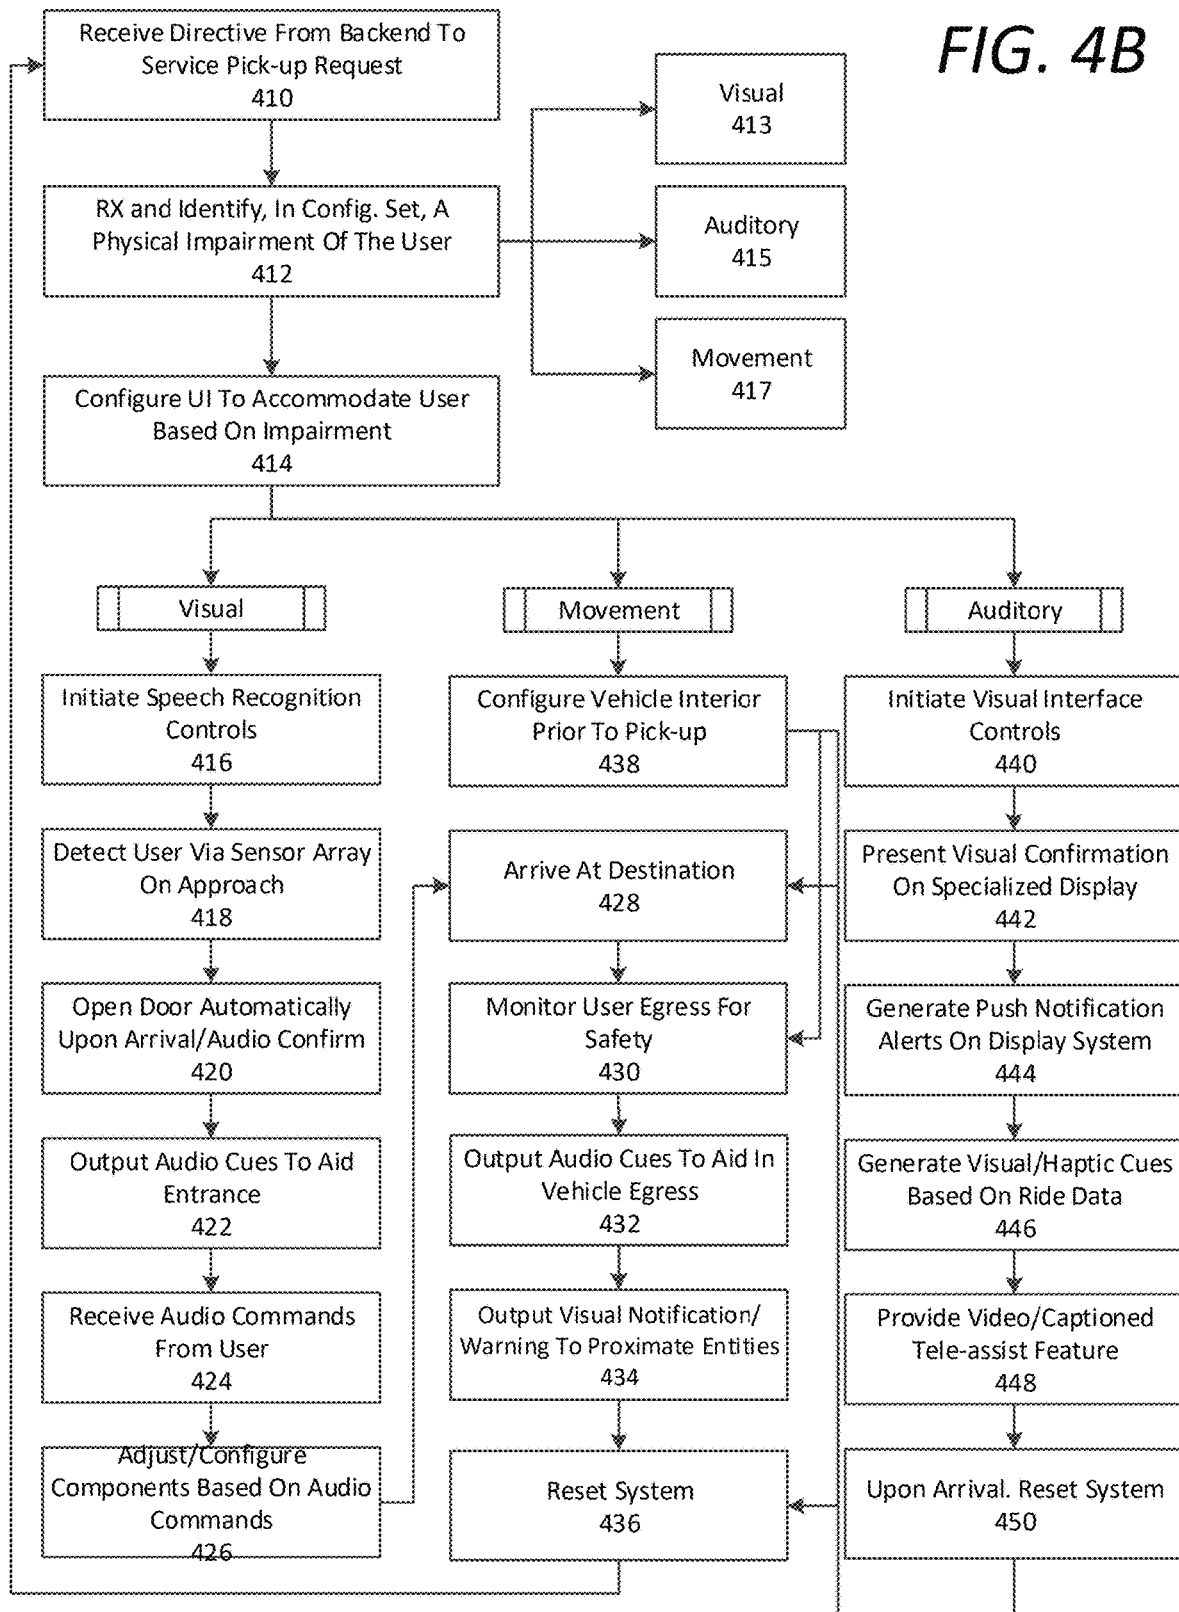 FIG. 4B
Receive Directive From Backend To
Service Pick-up Request
410
RX and Identify, In Config. Set, A
Physical Impairment Of The User
412
Visual
413
Auditory
415
Movement
417
Configure UI To Accommodate User
Based On Impairment
414
Visual
Initiate Speech Recognition
Controls
416
Detect User Via Sensor Array
On Approach
418
Open Door Automatically
Upon Arrival/Audio Confirm
420
Output Audio Cues To Aid
Entrance
422
Receive Audio Commands
From User
424
Adjust/Configure
Components Based On Audio
Commands
426
Movement
Configure Vehicle Interior
Prior To Pick-up
438
Arrive At Destination
428
Monitor User Egress For
Safety
430
Output Audio Cues To Aid In
Vehicle Egress
432
Output Visual Notification/
Warning To Proximate Entities
434
Reset System
436
Auditory
Initiate Visual Interface
Controls
440
Present Visual Confirmation
On Specialized Display
442
Generate Push Notification
Alerts On Display System
444
Generate Visual/Haptic Cues
Based On Ride Data
446
Provide Video/Captioned
Tele-assist Feature
448
Upon Arrival. Reset System
450